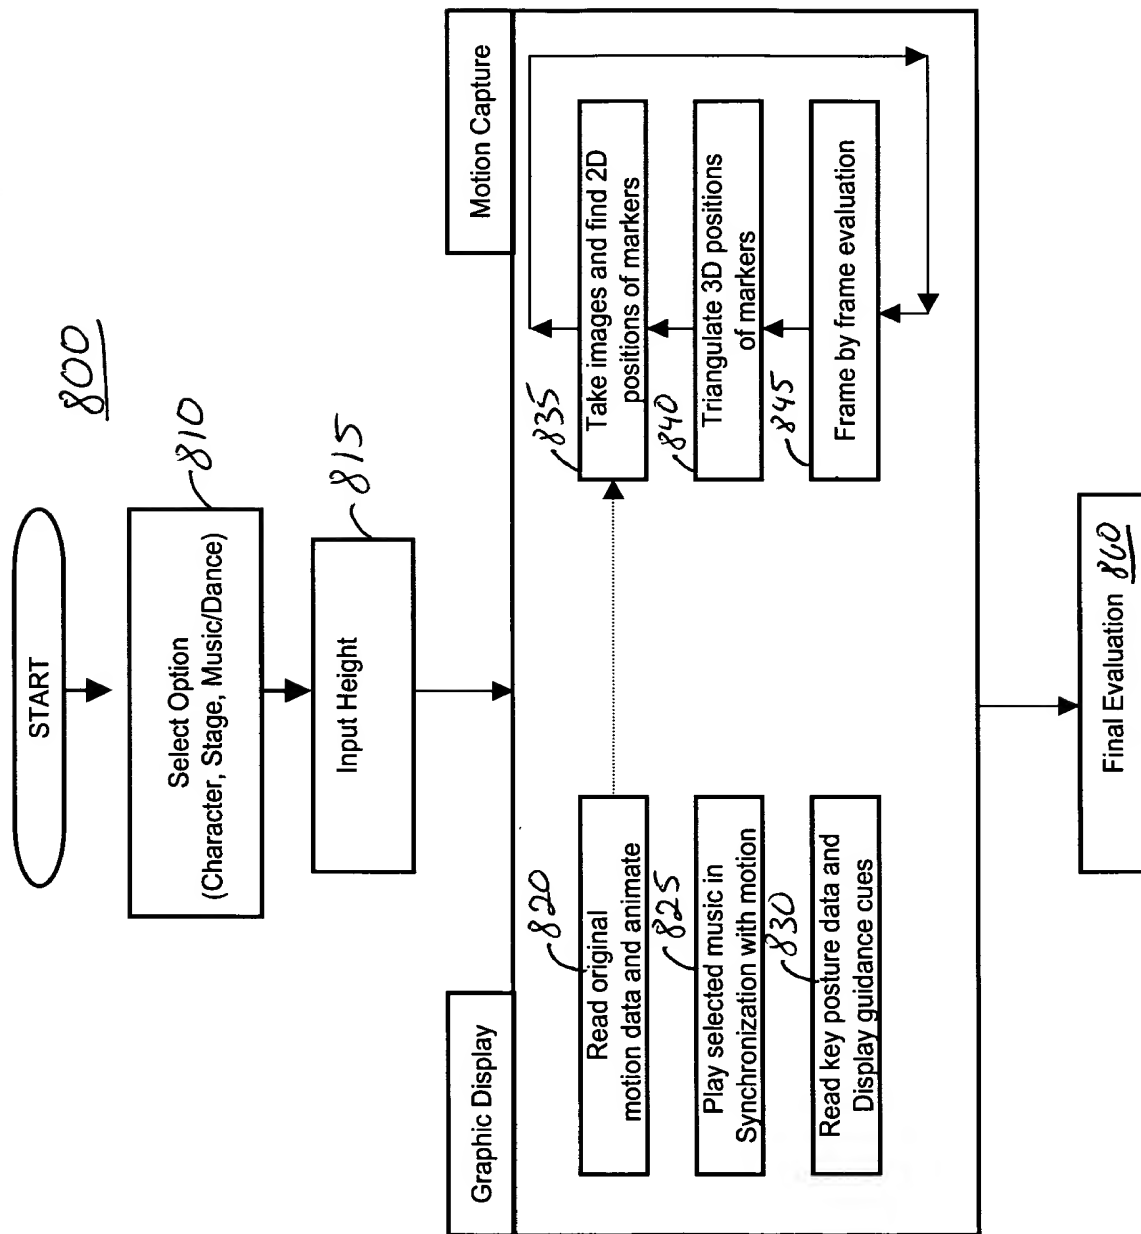 800
START
Select Option
(Character, Stage, Music/Dance)
810
Input Height
815
Graphic Display
Motion Capture
Read original
motion data and animate
820
Play selected music in
Synchronization with motion
825
Read key posture data and
Display guidance cues
830
Take images and find 2D
positions of markers
835
Triangulate 3D positions
of markers
840
Frame by frame evaluation
845
Final Evaluation 860